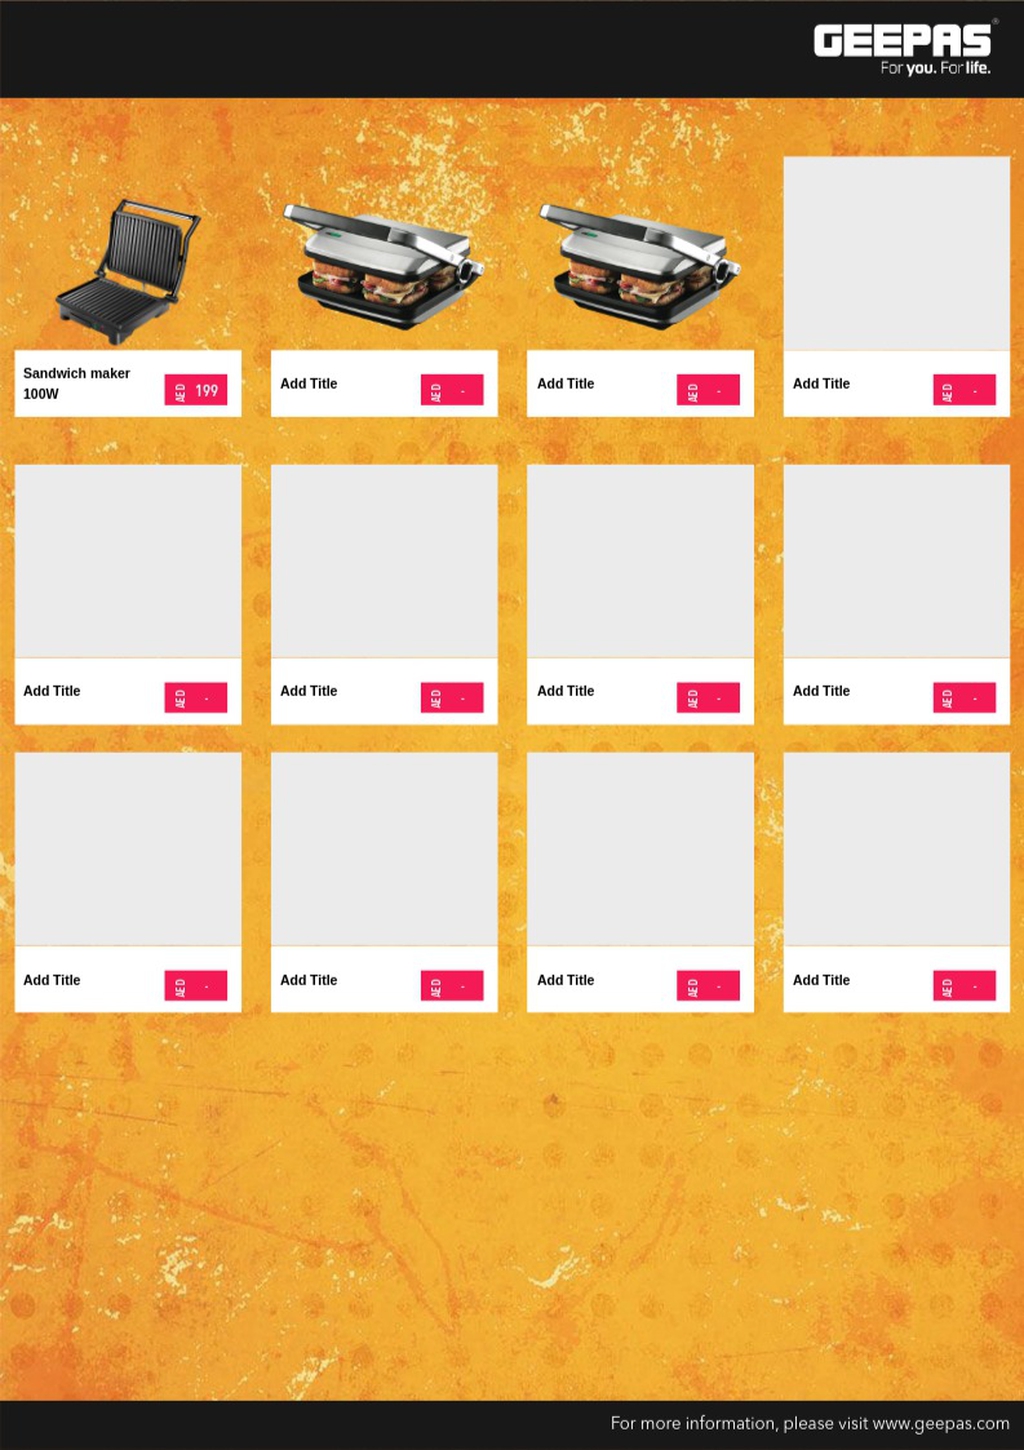 GEEPAS®
For you. For life.
Sandwich maker
100W
AED 199
Add Title
AED -
Add Title
AED -
Add Title
AED -
Add Title
AED -
Add Title
AED -
Add Title
AED -
Add Title
AED -
Add Title
AED -
Add Title
AED -
Add Title
AED -
Add Title
AED -
For more information, please visit www.geepas.com